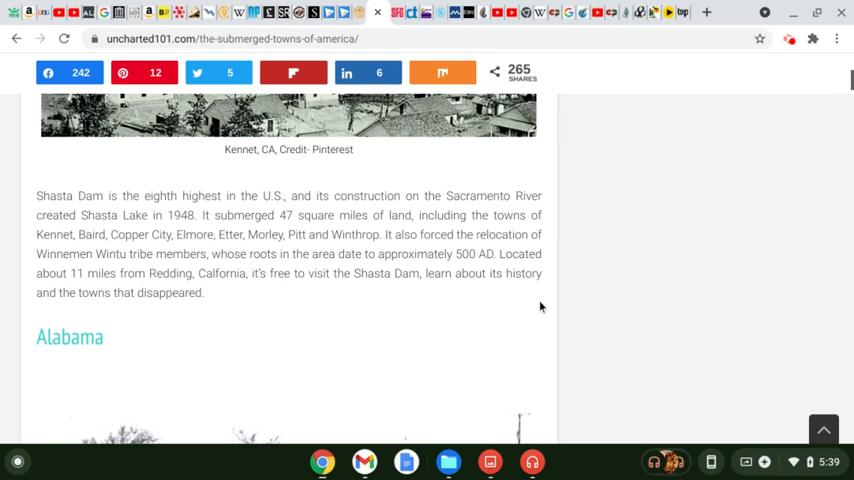 uncharted101.com/the-submerged-towns-of-america/
242
12
5
6
265
SHARES
Kennet, CA, Credit- Pinterest
Shasta Dam is the eighth highest in the U.S., and its construction on the Sacramento River
created Shasta Lake in 1948. It submerged 47 square miles of land, including the towns of
Kennet, Baird, Copper City, Elmore, Etter, Morley, Pitt and Winthrop. It also forced the relocation of
Winnemen Wintu tribe members, whose roots in the area date to approximately 500 AD. Located
about 11 miles from Redding, Calfornia, it's free to visit the Shasta Dam, learn about its history
and the towns that disappeared.
Alabama
5:39